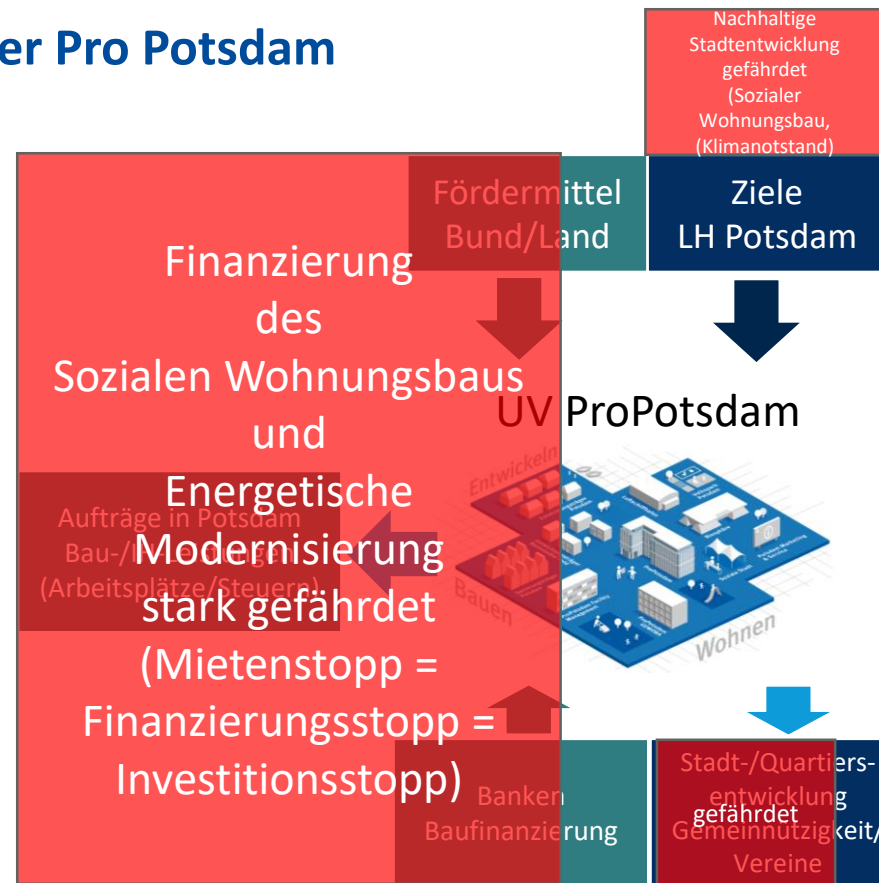 er Pro Potsdam
Nachhaltige
Stadtentwicklung
gefährdet
(Sozialer
Wohnungsbau,
(Klimanotstand)
Fördermittel
Bund/Land
Ziele
LH Potsdam
Finanzierung
des
Sozialen Wohnungsbaus
und
Energetische
Modernisierung
stark gefährdet
(Mietenstopp =
Finanzierungsstopp =
Investitionsstopp)
UV ProPotsdam
Aufträge in Potsdam
Bau-/
(Arbeitsplätze/Steuern)
Entwickeln
Bauen
Wohnen
Banken
Baufinanzierung
Stadt-/Quartiers-
entwicklung
Gemeinnützigkeit/
Vereine
gefährdet